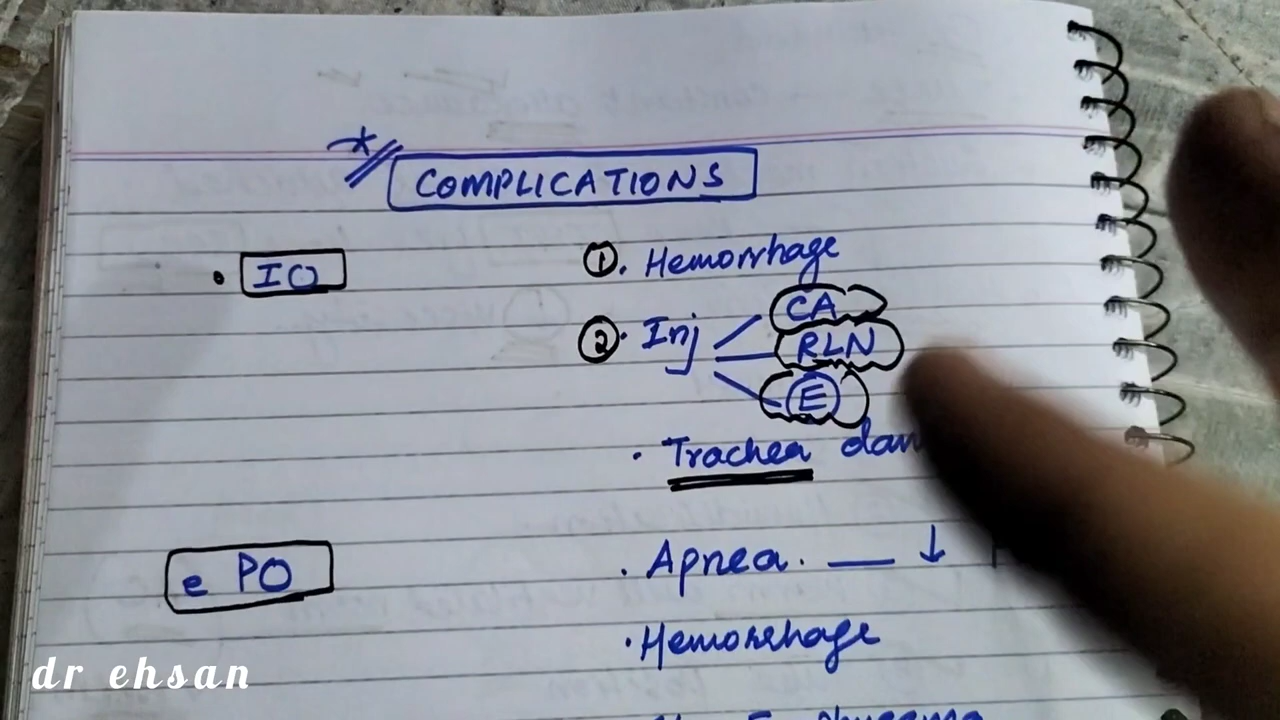 COMPLICATIONS
• IO
①. Hemorrhage
②. Inj
CA
RLN
E
• Trachea
e PO
• Apnea. — ↓
• Hemorrhage
dr ehsan